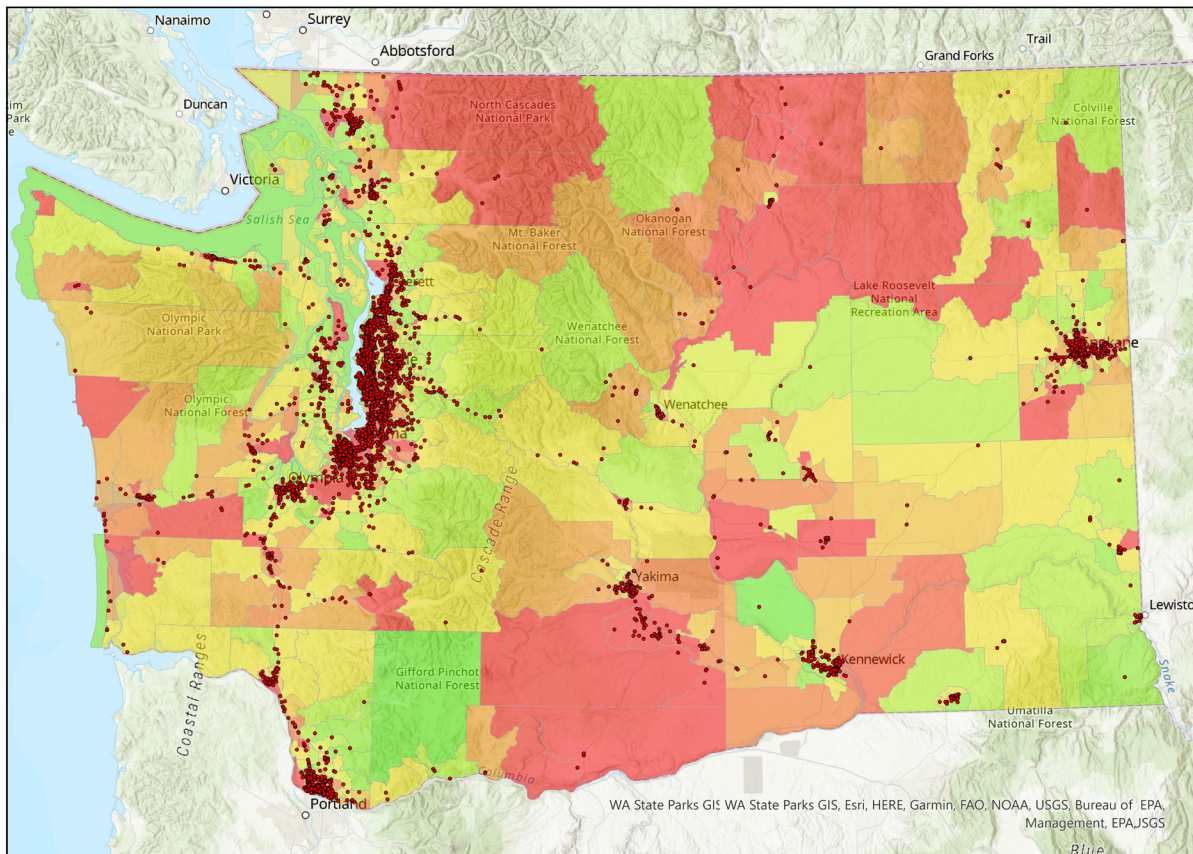 Nanaimo
Surrey
Abbotsford
Trail
Grand Forks
Duncan
Park
North Cascades
National Park
Colville
National Forest
Victoria
Salish Sea
Okanogan
National Forest
Mt. Baker
National Forest
Lake Roosevelt
National
Recreation Area
Olympic
National Park
Wenatchee
National Forest
Wenatchee
Olympic
National Forest
Olympia
Cascade Range
Yakima
Lewisto
Kennewick
Coastal Ranges
Gifford Pinchot
National Forest
Snake
Umatilla
National Forest
Columbia
Portland
WA State Parks GIS WA State Parks GIS, Esri, HERE, Garmin, FAO, NOAA, USGS, Bureau of EPA,
Management, EPA,
Blue